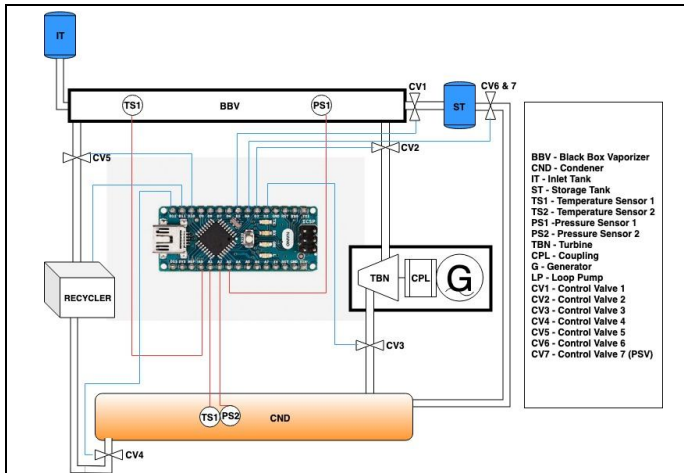 IT
TS1
BBV
PS1
CV1
ST
CV6 & 7
CV5
CV2
RECYCLER
TBN
CPL
G
CV3
TS1
PS2
CND
CV4
BBV - Black Box Vaporizer
CND - Condener
IT - Inlet Tank
ST - Storage Tank
TS1 - Temperature Sensor 1
TS2 - Temperature Sensor 2
PS1 -Pressure Sensor 1
PS2 - Pressure Sensor 2
TBN - Turbine
CPL - Coupling
G - Generator
LP - Loop Pump
CV1 - Control Valve 1
CV2 - Control Valve 2
CV3 - Control Valve 3
CV4 - Control Valve 4
CV5 - Control Valve 5
CV6 - Control Valve 6
CV7 - Control Valve 7 (PSV)